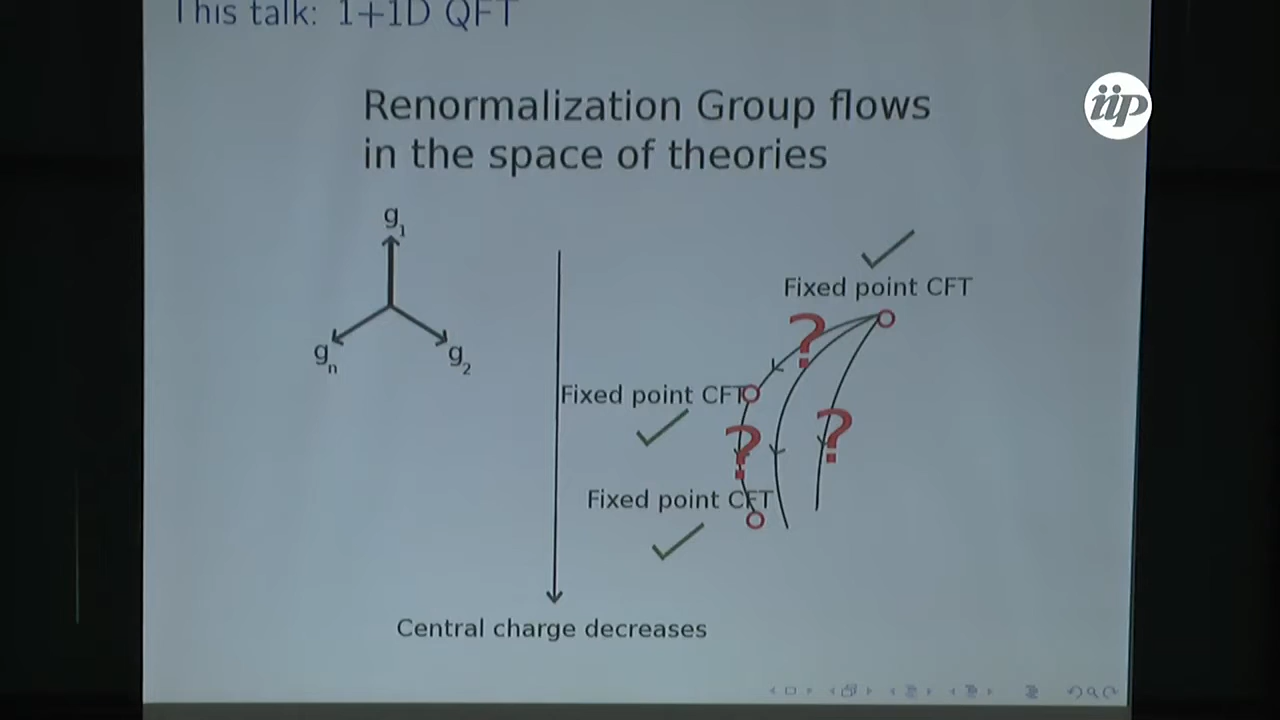 This talk: 1+1D QFT
iip
Renormalization Group flows
in the space of theories
g1
gn
g2
Fixed point CFT
?
Fixed point CFT
?
?
Fixed point CFT
Central charge decreases